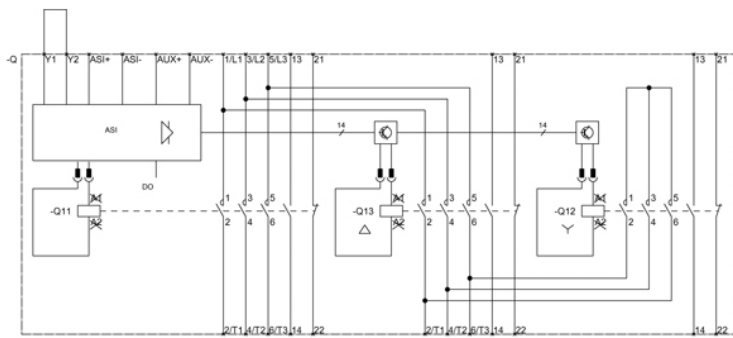 -Q Y1 Y2 ASI+ ASI- AUX+ AUX- 1/L1 3/L2 5/L3 13 21 13 21 13 21
ASI 14 14
DO
-Q11 A1 1 3 5 -Q13 A1 1 3 5 -Q12 A1 1 3 5
A2 2 4 6 A2 2 4 6 A2 2 4 6
2/T1 4/T2 6/T3 14 22 2/T1 4/T2 6/T3 14 22 14 22